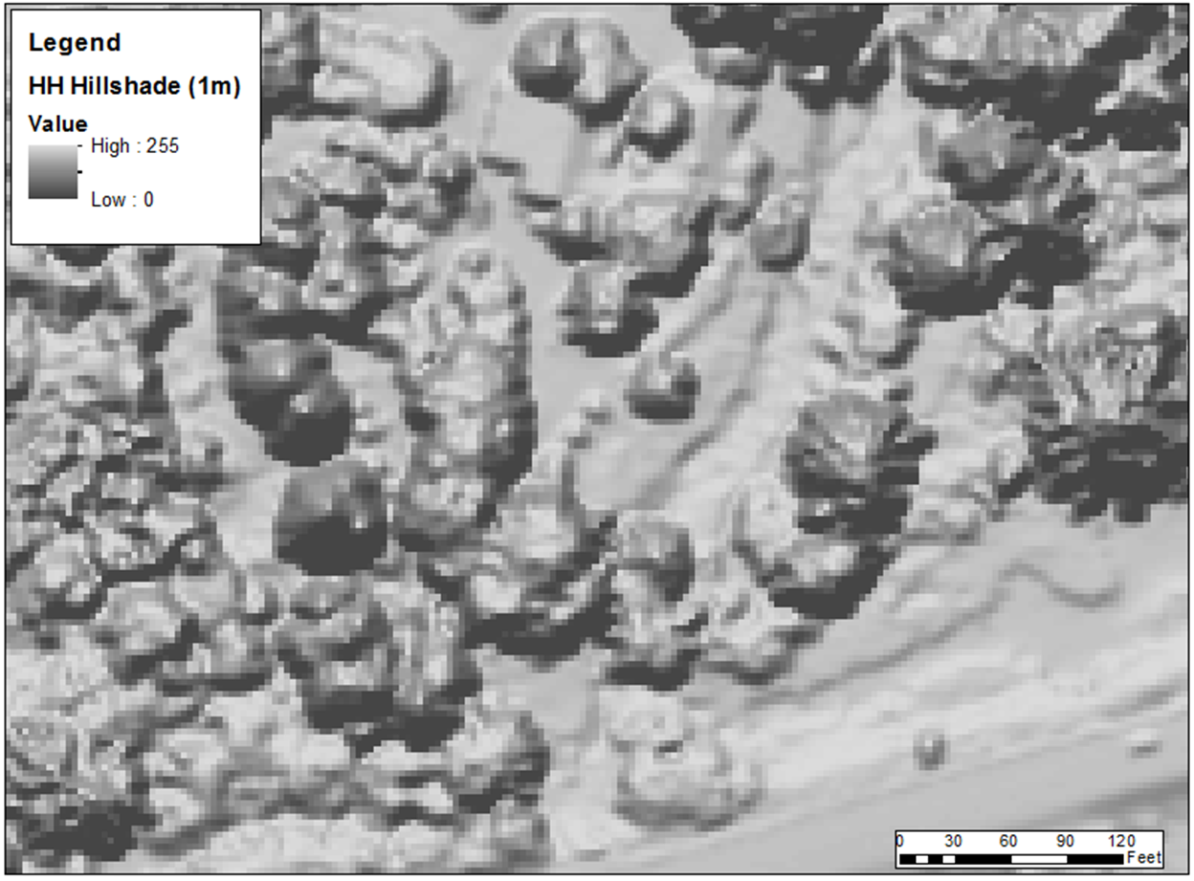 Legend
HH Hillshade (1m)
Value
High : 255
Low : 0
0 30 60 90 120
Feet